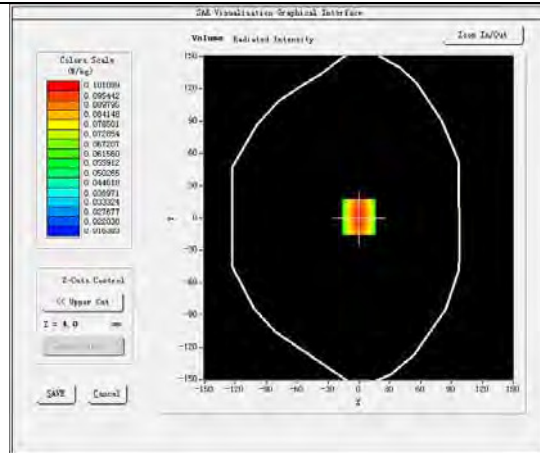 SAR Visualisation Graphical Interface
Volume Radiated Intensity
Zoom In/Out
Colors Scale
(W/kg)
0.101089
0.095442
0.089795
0.084148
0.078501
0.072854
0.067207
0.061560
0.055912
0.050265
0.044618
0.038971
0.033324
0.027677
0.022030
0.016383
150
120
90
60
30
0
-30
-60
-90
-120
-150
Y
-150 -120 -90 -60 -30 0 30 60 90 120 150
X
Z-Cuts Control
<< Upper Cut
Z = 4.0 mm
SAVE Cancel